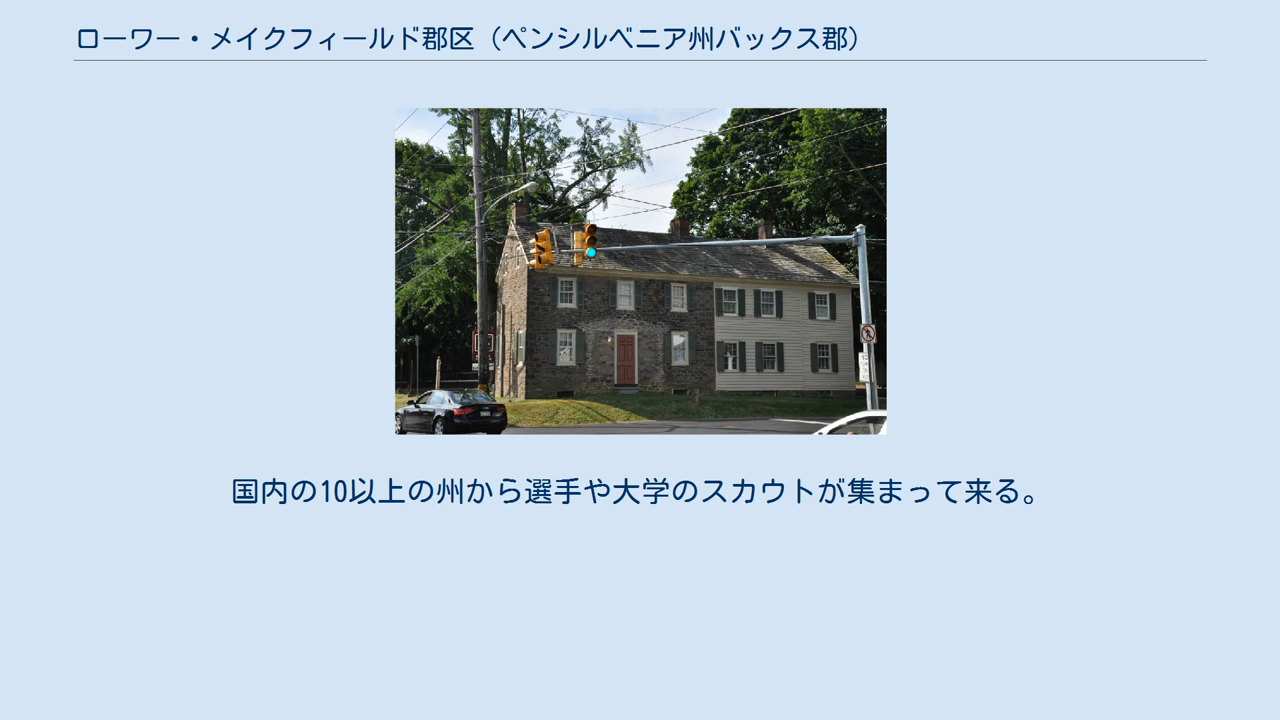 ローワー・メイクフィールド郡区（ペンシルベニア州バックス郡）
国内の10以上の州から選手や大学のスカウトが集まって来る。